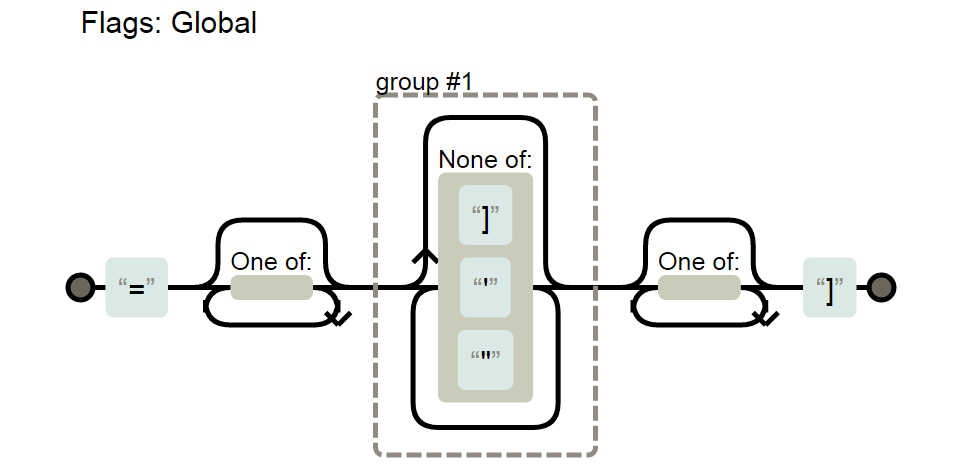 Flags: Global
group #1
None of:
“]”
One of:
One of:
“=”
“'”
“]”
“"”